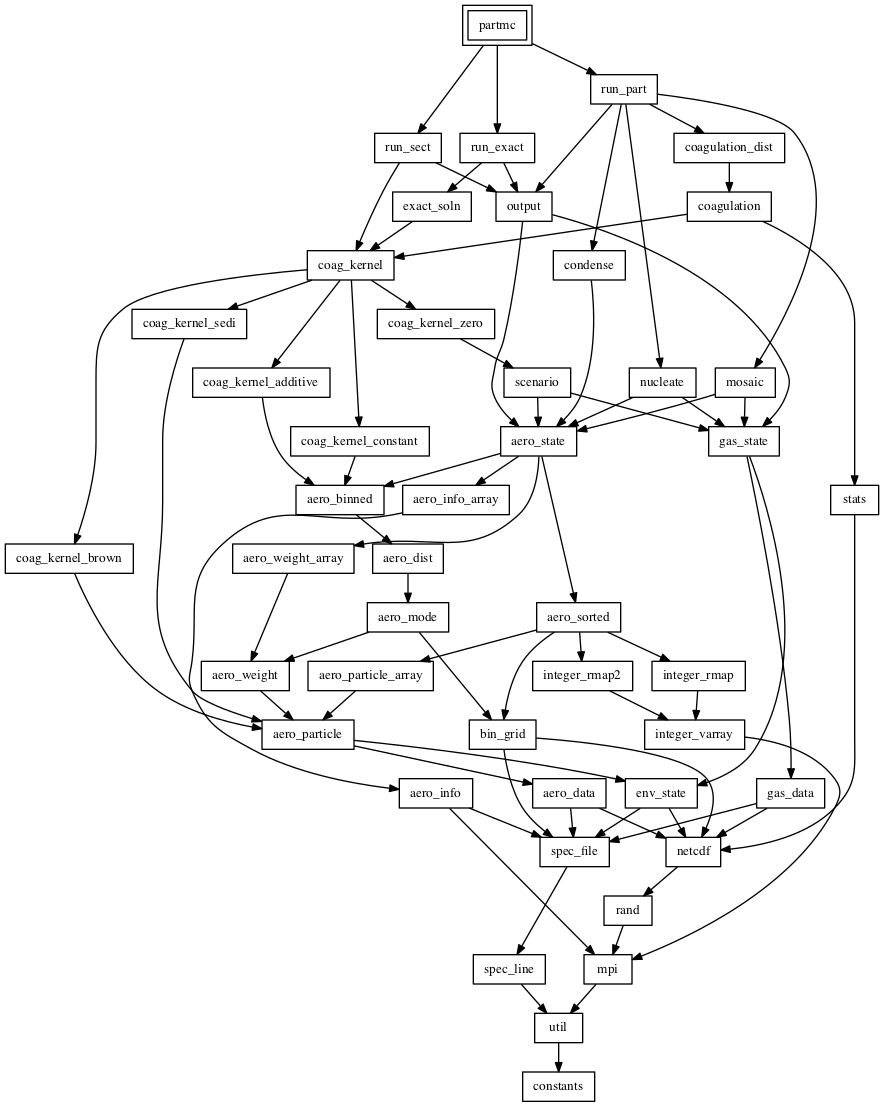 partmc
run_part
run_sect
run_exact
coagulation_dist
exact_soln
output
coagulation
coag_kernel
condense
coag_kernel_sedi
coag_kernel_zero
coag_kernel_additive
scenario
nucleate
mosaic
coag_kernel_constant
aero_state
gas_state
aero_binned
aero_info_array
stats
coag_kernel_brown
aero_weight_array
aero_dist
aero_mode
aero_sorted
aero_weight
aero_particle_array
integer_rmap2
integer_rmap
aero_particle
bin_grid
integer_varray
aero_info
aero_data
env_state
gas_data
spec_file
netcdf
rand
spec_line
mpi
util
constants